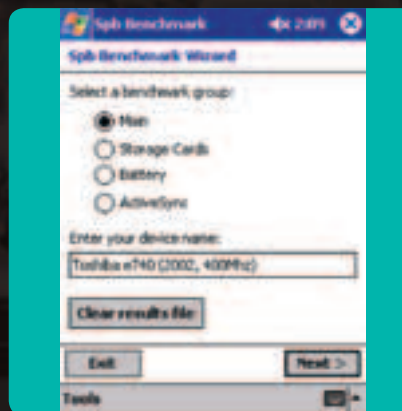 Spb Benchmark 2:09
Spb Benchmark Wizard
Select a benchmark group:
Main
Storage Cards
Battery
ActiveSync
Enter your device name:
Toshiba e740 (2002, 400Mhz)
Clear results file
Exit Next >
Tools